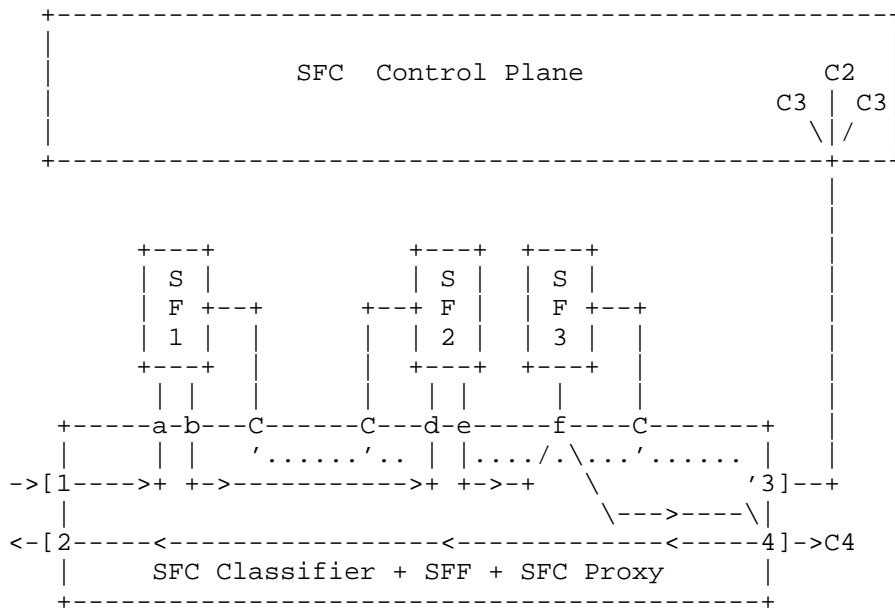 SFC Control Plane C2
C3 C3
S S S
F F F
1 2 3
a b C C d e f C
->[1 3]
<-[2 4]->C4
SFC Classifier + SFF + SFC Proxy